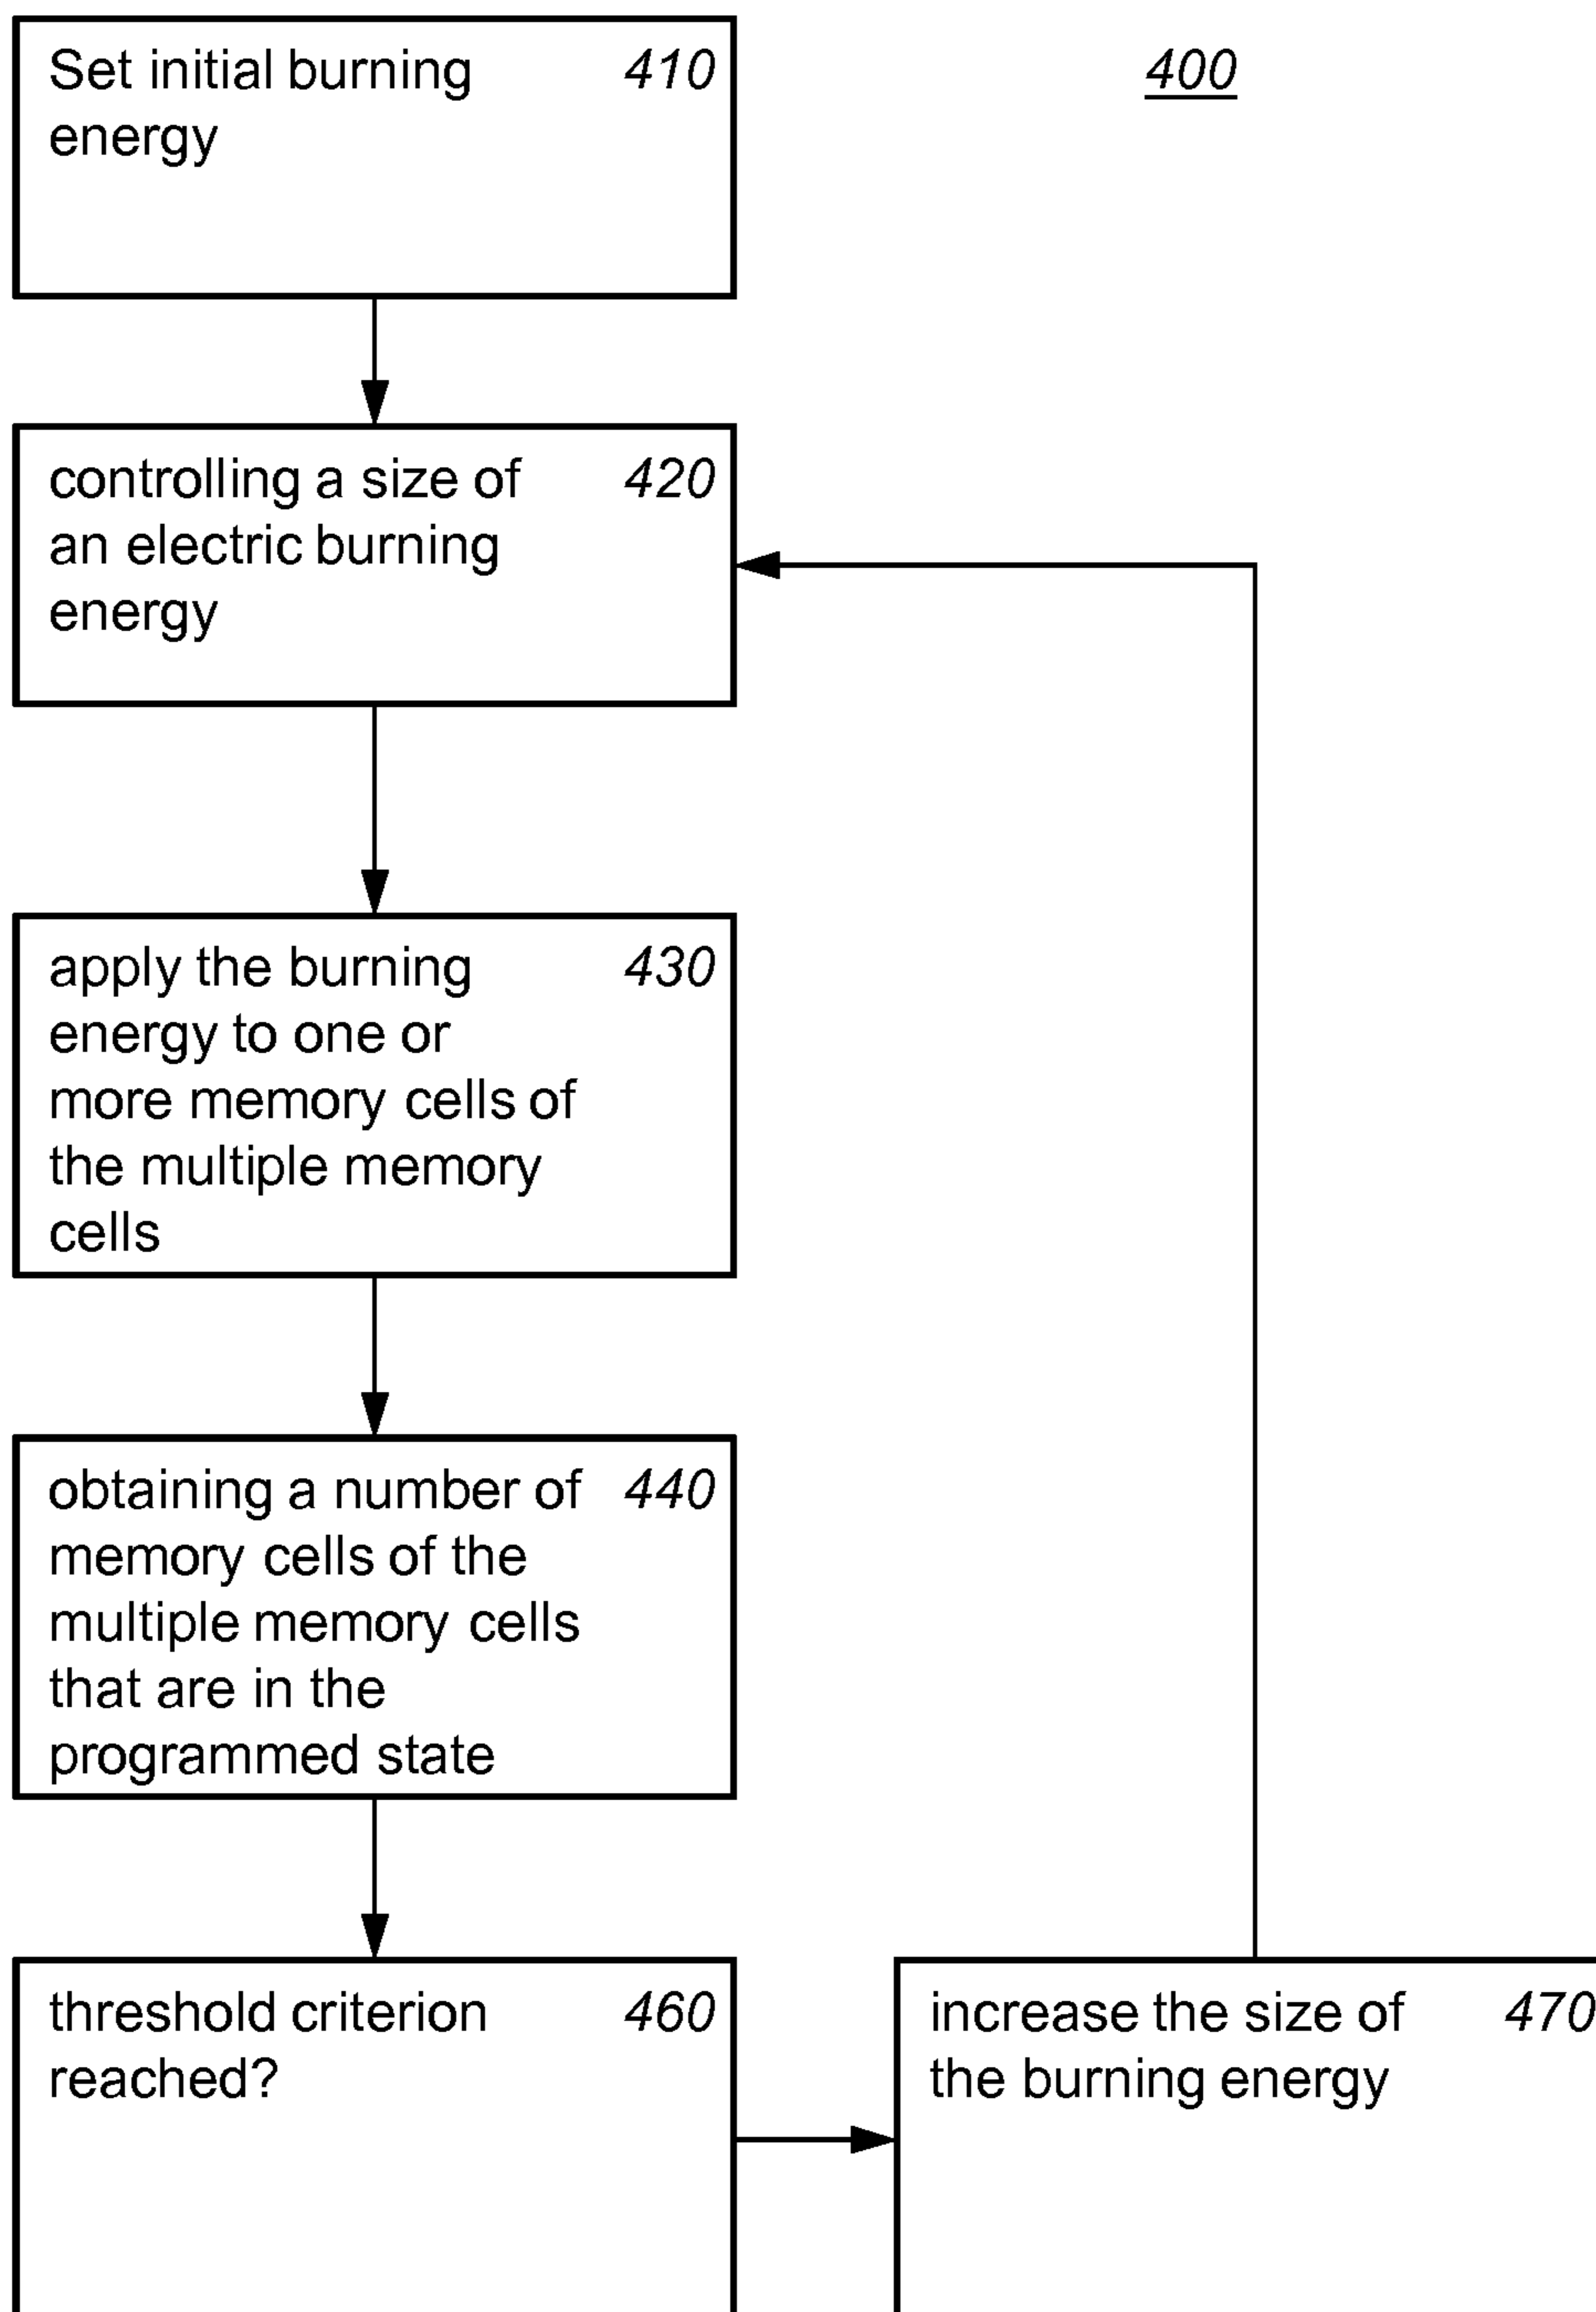 Set initial burning 410
energy
400
controlling a size of 420
an electric burning
energy
apply the burning 430
energy to one or
more memory cells of
the multiple memory
cells
obtaining a number of 440
memory cells of the
multiple memory cells
that are in the
programmed state
threshold criterion 460
reached?
increase the size of 470
the burning energy